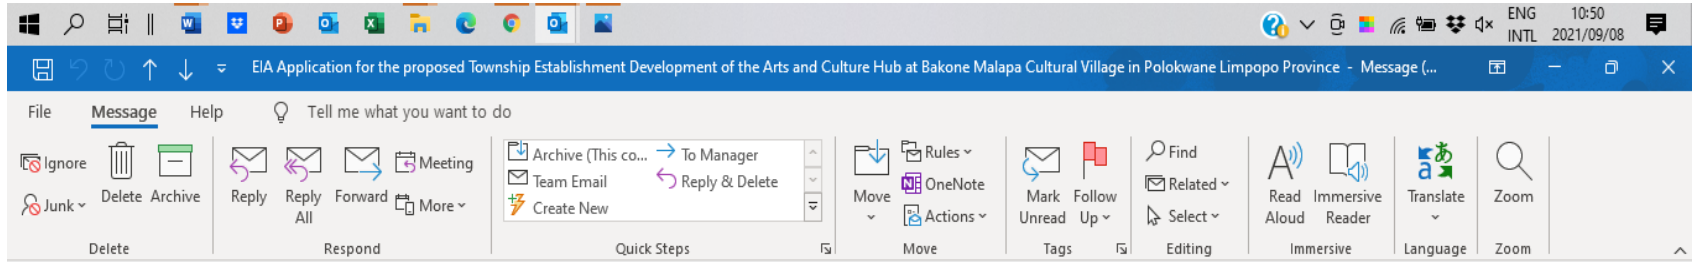 ENG 10:50
INTL 2021/09/08
EIA Application for the proposed Township Establishment Development of the Arts and Culture Hub at Bakone Malapa Cultural Village in Polokwane Limpopo Province - Message (...
File Message Help Tell me what you want to do
Ignore
Junk
Delete Archive
Delete
Reply Reply All Forward
Meeting
More
Respond
Archive (This co... To Manager
Team Email Reply & Delete
Create New
Quick Steps
Move
Rules
OneNote
Actions
Move
Mark Unread
Follow Up
Tags
Find
Related
Select
Editing
Read Aloud
Immersive Reader
Immersive
Translate
Language
Zoom
Zoom